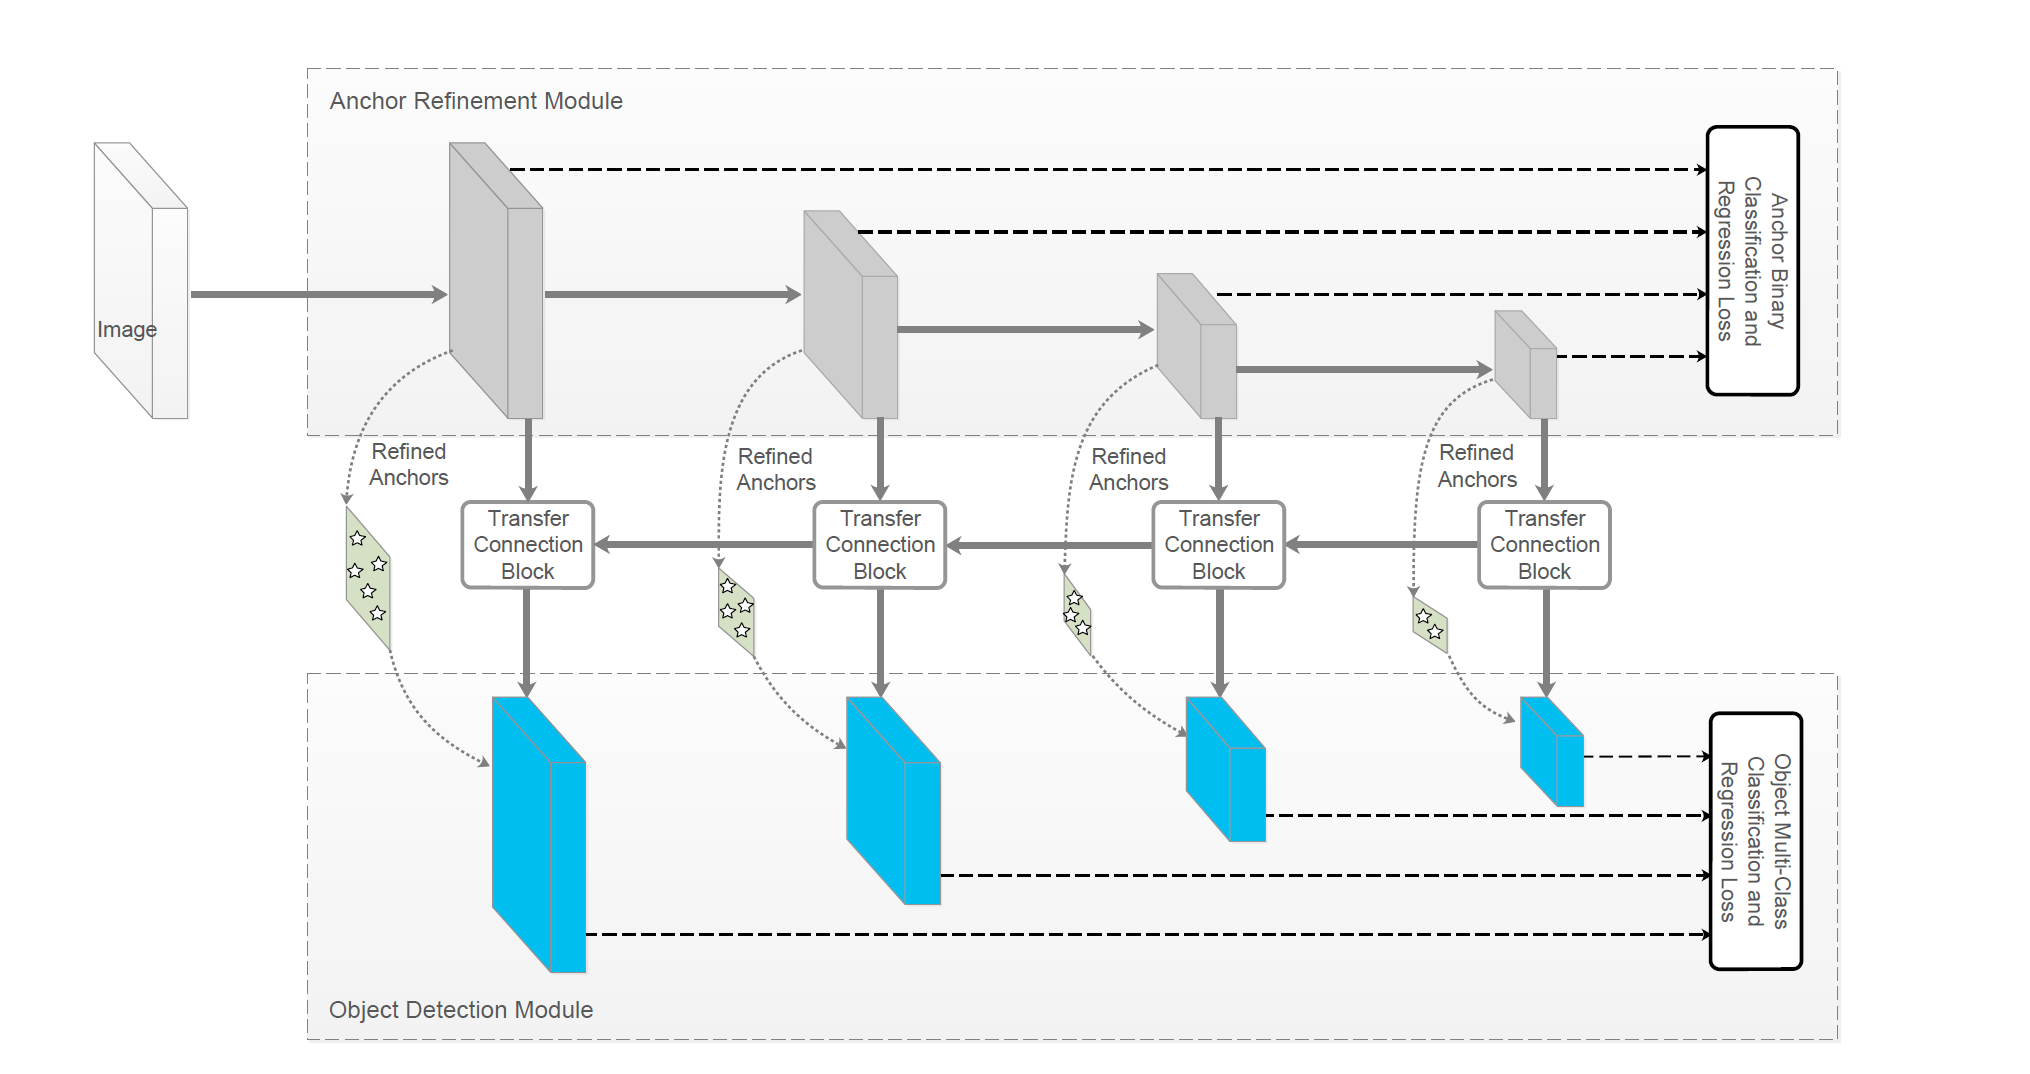 Anchor Refinement Module
Image
Anchor Binary
Classification and
Regression Loss
Refined
Anchors
Refined
Anchors
Refined
Anchors
Refined
Anchors
Transfer
Connection
Block
Transfer
Connection
Block
Transfer
Connection
Block
Transfer
Connection
Block
Object Multi-Class
Classification and
Regression Loss
Object Detection Module